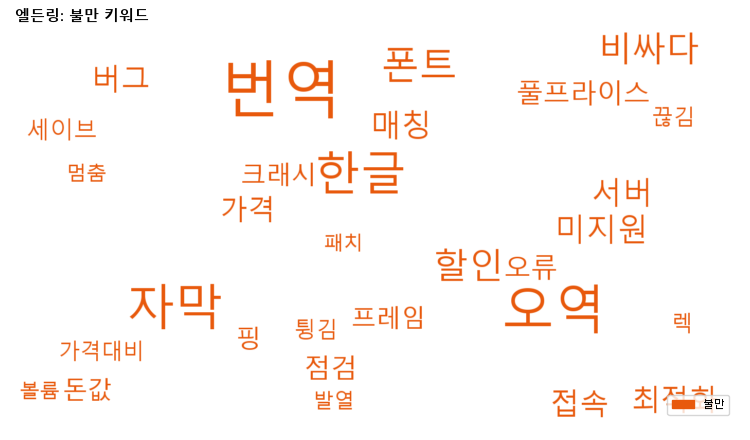 엘든링: 불만 키워드
비싸다
폰트
버그
번역
풀프라이스
끊김
매칭
세이브
멈춤
크래시
한글
서버
가격
미지원
패치
할인
오류
자막
오역
프레임
튕김
핑
렉
가격대비
점검
볼륨
돈값
발열
접속
최적화
불만